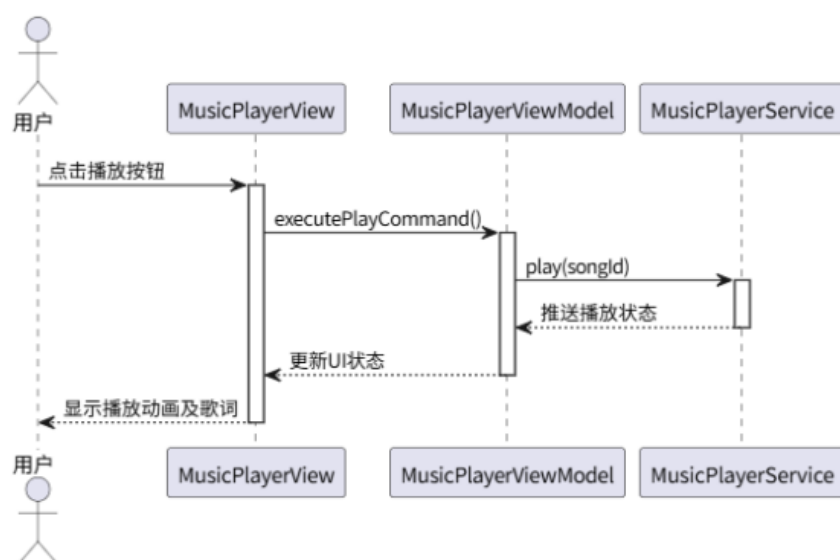 用户
MusicPlayerView
MusicPlayerViewModel
MusicPlayerService
点击播放按钮
executePlayCommand()
play(songId)
推送播放状态
更新UI状态
显示播放动画及歌词
用户
MusicPlayerView
MusicPlayerViewModel
MusicPlayerService